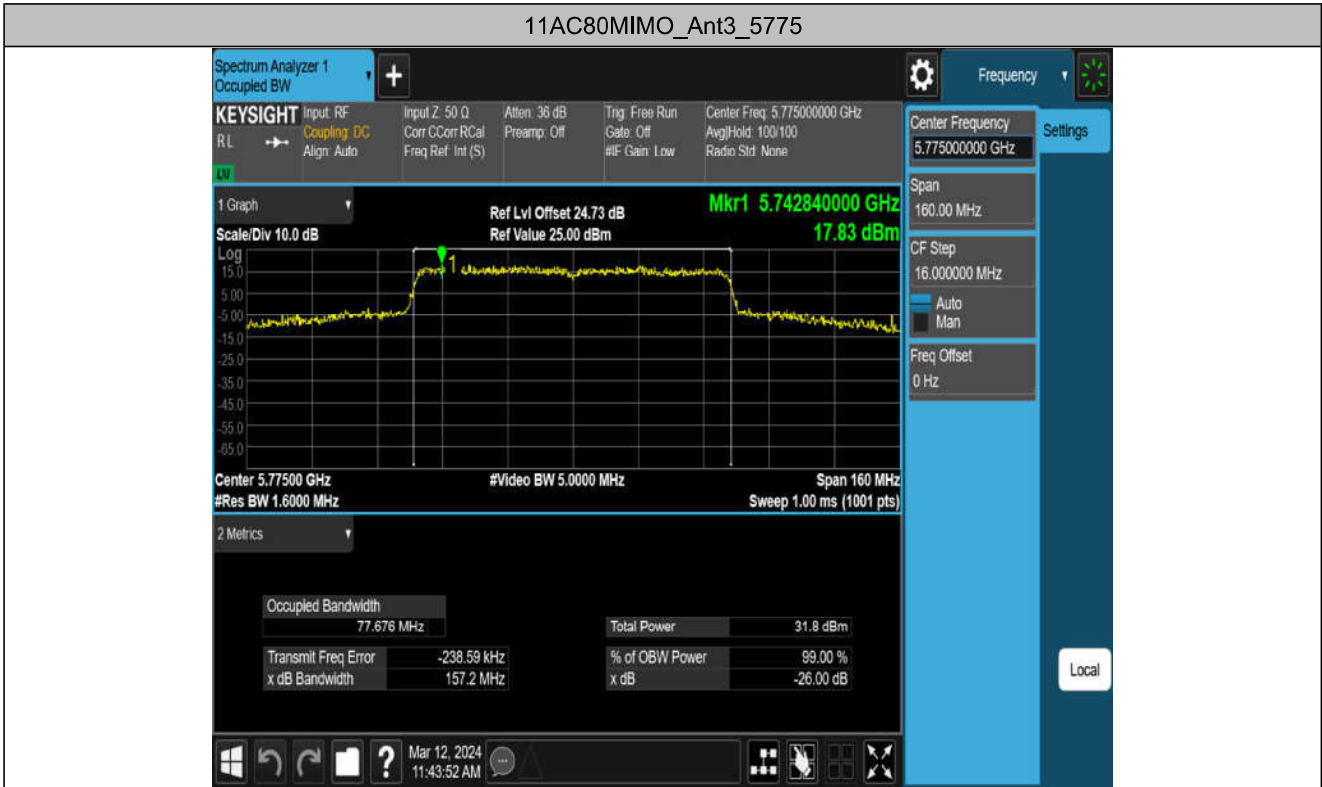 11AC80MIMO_Ant3_5775
Spectrum Analyzer 1
Occupied BW
Frequency
KEYSIGHT
Input: RF
Coupling: DC
Align: Auto
Input Z: 50 Ω
Corr CCorr RCal
Freq Ref: Int (S)
Atten: 36 dB
Preamp: Off
Trig: Free Run
Gate: Off
#IF Gain: Low
Center Freq: 5.775000000 GHz
Avg|Hold: 100/100
Radio Std: None
R L
Center Frequency
5.775000000 GHz
Settings
Span
160.00 MHz
CF Step
16.000000 MHz
Auto
Man
Freq Offset
0 Hz
1 Graph
Scale/Div 10.0 dB
Ref Lvl Offset 24.73 dB
Ref Value 25.00 dBm
Mkr1 5.742840000 GHz
17.83 dBm
Log
1
15.0
5.00
-5.00
-15.0
-25.0
-35.0
-45.0
-55.0
-65.0
Center 5.77500 GHz
#Res BW 1.6000 MHz
#Video BW 5.0000 MHz
Span 160 MHz
Sweep 1.00 ms (1001 pts)
2 Metrics
Occupied Bandwidth
77.676 MHz
Total Power 31.8 dBm
Transmit Freq Error -238.59 kHz
% of OBW Power 99.00 %
x dB Bandwidth 157.2 MHz
x dB -26.00 dB
Local
Mar 12, 2024
11:43:52 AM